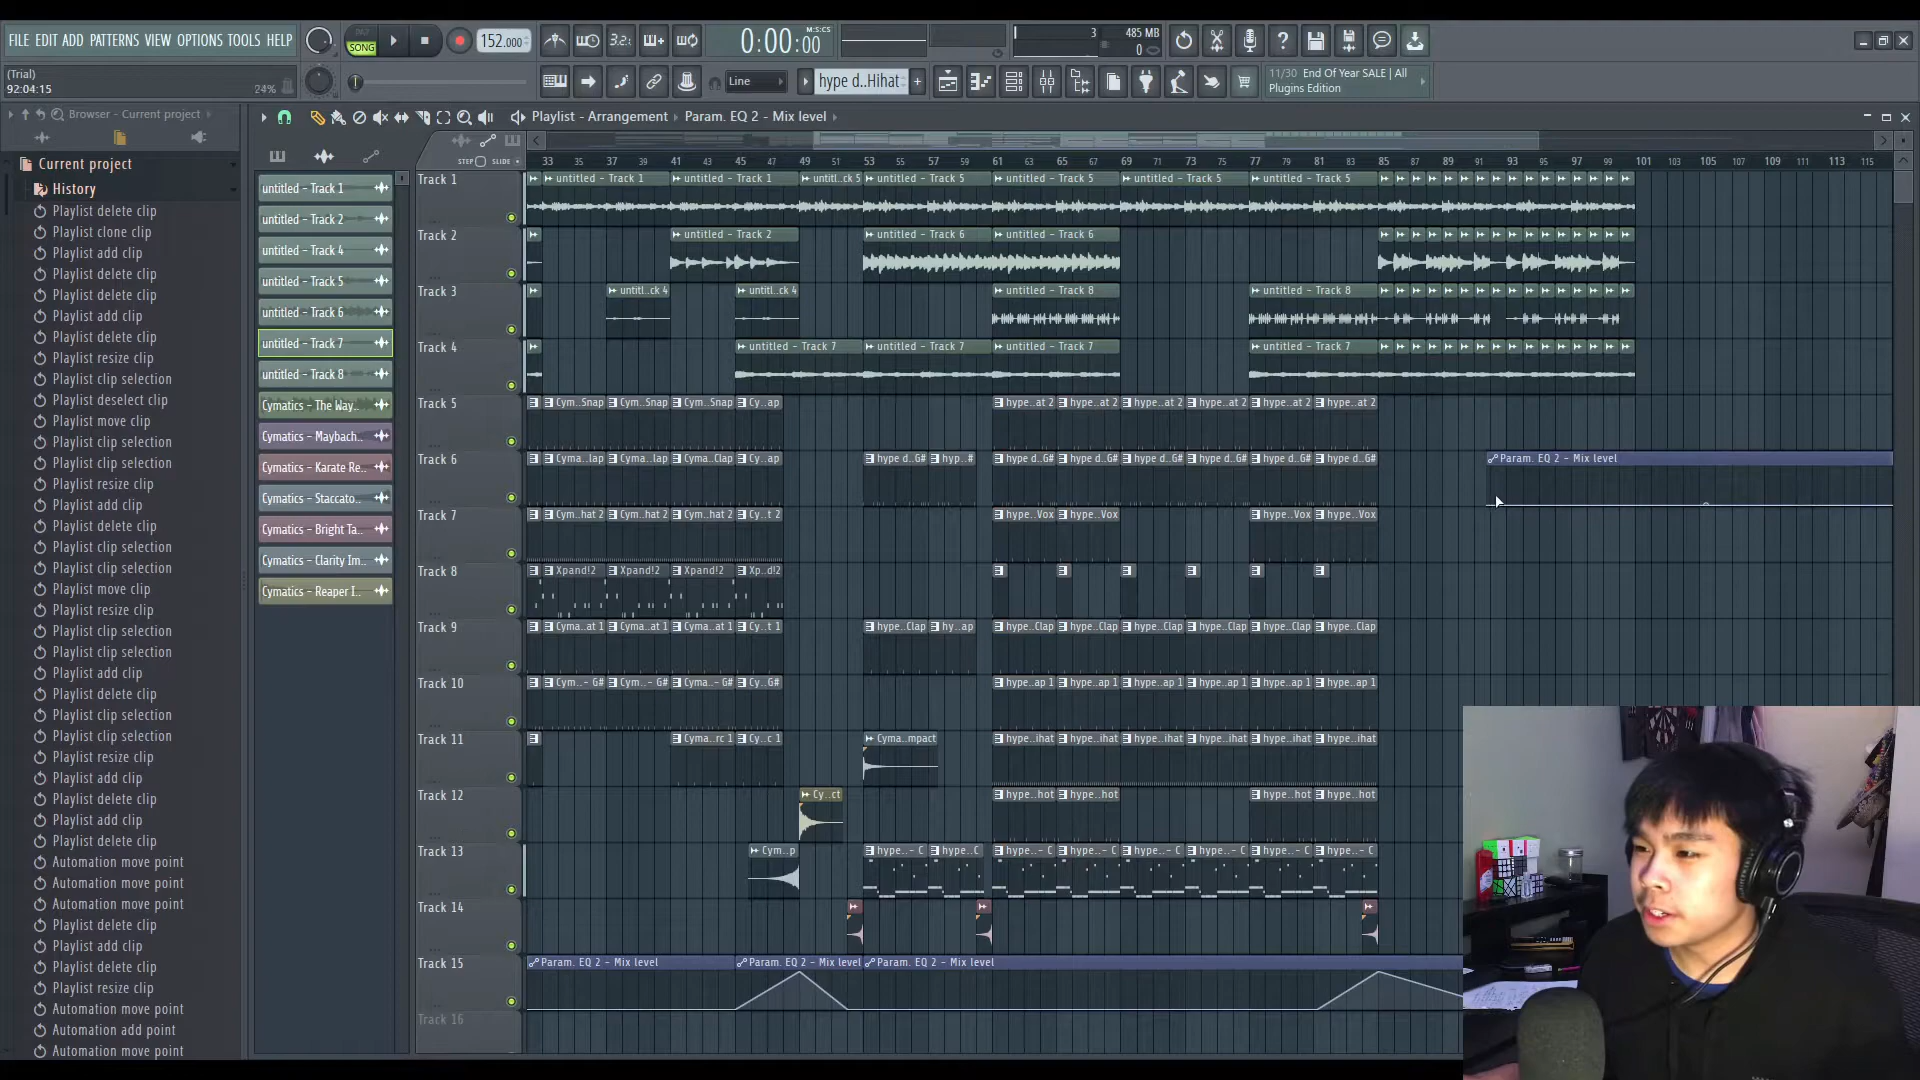 FILE EDIT ADD PATTERNS VIEW OPTIONS TOOLS HELP
SONG
152.000
3.2.
0:00:00
M:S:CS
3
485 MB
0
(Trial)
92:04:15
24%
Line
hype d..Hihat
11/30 End Of Year SALE | All
Plugins Edition
Browser - Current project
Playlist - Arrangement › Param. EQ 2 - Mix level
STEP SLIDE
33 35 37 39 41 43 45 47 49 51 53 55 57 59 61 63 65 67 69 71 73 75 77 79 81 83 85 87 89 91 93 95 97 99 101 103 105 107 109 111 113 115
Current project
History
Playlist delete clip
Playlist clone clip
Playlist add clip
Playlist delete clip
Playlist delete clip
Playlist add clip
Playlist delete clip
Playlist resize clip
Playlist clip selection
Playlist deselect clip
Playlist move clip
Playlist clip selection
Playlist add clip
Playlist resize clip
Playlist add clip
Playlist delete clip
Playlist clip selection
Playlist clip selection
Playlist move clip
Playlist resize clip
Playlist clip selection
Playlist clip selection
Playlist add clip
Playlist delete clip
Playlist clip selection
Playlist clip selection
Playlist resize clip
Playlist add clip
Playlist delete clip
Playlist add clip
Playlist delete clip
Automation move point
Automation move point
Automation move point
Playlist delete clip
Playlist add clip
Playlist delete clip
Playlist resize clip
Automation move point
Automation add point
Automation move point
untitled - Track 1
untitled - Track 2
untitled - Track 4
untitled - Track 5
untitled - Track 6
untitled - Track 7
untitled - Track 8
Cymatics - The Way..
Cymatics - Maybach..
Cymatics - Karate Re..
Cymatics - Staccato..
Cymatics - Bright Ta..
Cymatics - Clarity Im..
Cymatics - Reaper I..
Track 1 untitled - Track 1 untitled - Track 1 untitl..ck 5 untitled - Track 5 untitled - Track 5 untitled - Track 5 untitled - Track 5
Track 2 untitled - Track 2 untitled - Track 6 untitled - Track 6
Track 3 untitl..ck 4 untitl..ck 4 untitled - Track 8 untitled - Track 8
Track 4 untitled - Track 7 untitled - Track 7 untitled - Track 7 untitled - Track 7
Track 5 Cym..Snap Cym..Snap Cym..Snap Cy..ap hype..at 2 hype..at 2 hype..at 2 hype..at 2 hype..at 2 hype..at 2
Track 6 Cyma..lap Cyma..lap Cyma..Clap Cy..ap hype d..G# hyp..# hype d..G# hype d..G# hype d..G# hype d..G# hype d..G# hype d..G# Param. EQ 2 - Mix level
Track 7 Cym..hat 2 Cym..hat 2 Cym..hat 2 Cy..t 2 hype..Vox hype..Vox hype..Vox hype..Vox
Track 8 Xpand!2 Xpand!2 Xpand!2 Xp..d!2
Track 9 Cyma..at 1 Cyma..at 1 Cyma..at 1 Cy..t 1 hype..Clap hy..ap hype..Clap hype..Clap hype..Clap hype..Clap hype..Clap hype..Clap
Track 10 Cym..- G# Cym..- G# Cyma..- G# Cy..G# hype..ap 1 hype..ap 1 hype..ap 1 hype..ap 1 hype..ap 1 hype..ap 1
Track 11 Cyma..rc 1 Cy..c 1 Cyma..mpact hype..ihat hype..ihat hype..ihat hype..ihat hype..ihat hype..ihat
Track 12 Cy..ct hype..hot hype..hot hype..hot hype..hot
Track 13 Cym..p hype..- C hype..C hype..- C hype..- C hype..- C hype..- C hype..- C hype..- C
Track 14
Track 15 Param. EQ 2 - Mix level Param. EQ 2 - Mix level Param. EQ 2 - Mix level
Track 16